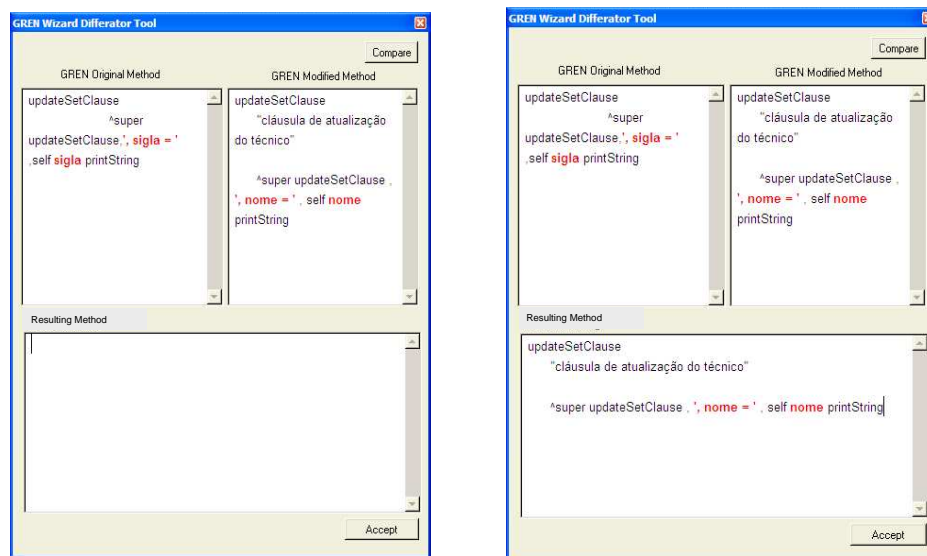 GREN Wizard Differator Tool
Compare
GREN Original Method
GREN Modified Method
updateSetClause
^super
updateSetClause,', sigla = '
,self sigla printString
updateSetClause
"cláusula de atualização
do técnico"
^super updateSetClause ,
', nome = ' , self nome
printString
Resulting Method
Accept
GREN Wizard Differator Tool
Compare
GREN Original Method
GREN Modified Method
updateSetClause
^super
updateSetClause,', sigla = '
,self sigla printString
updateSetClause
"cláusula de atualização
do técnico"
^super updateSetClause ,
', nome = ' , self nome
printString
Resulting Method
updateSetClause
"cláusula de atualização do técnico"
^super updateSetClause , ', nome = ' , self nome printString
Accept